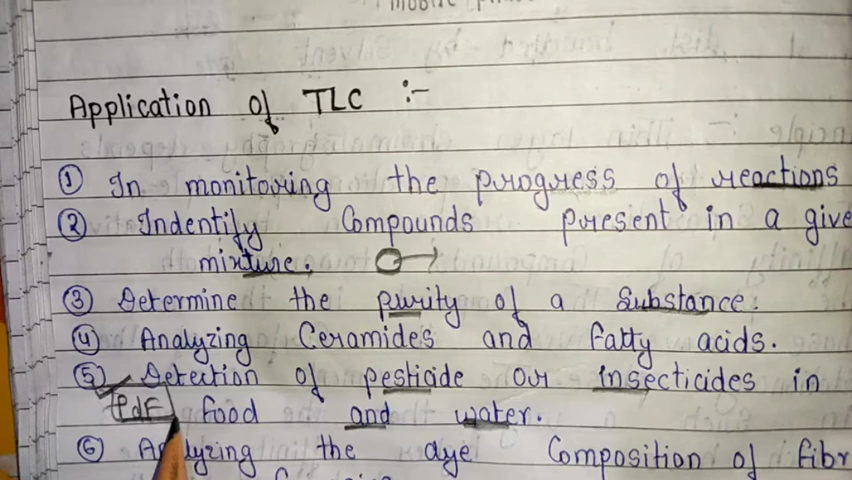 Application of TLC :-
① In monitoring the progress of reactions
② Indentify Compounds present in a give
mixture.
③ Determine the purity of a Substance.
④ Analyzing Ceramides and fatty acids.
⑤ Detection of pesticide or insecticides in
Pdf food and water.
⑥ Analyzing the dye Composition of fibr